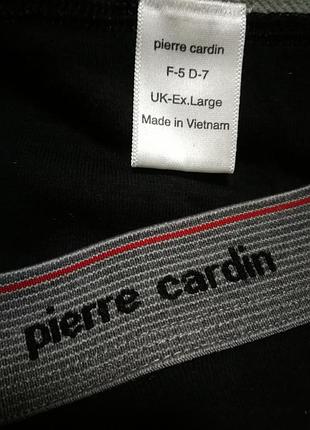 pierre cardin
F-5 D-7
UK-Ex.Large
Made in Vietnam
pierre cardin